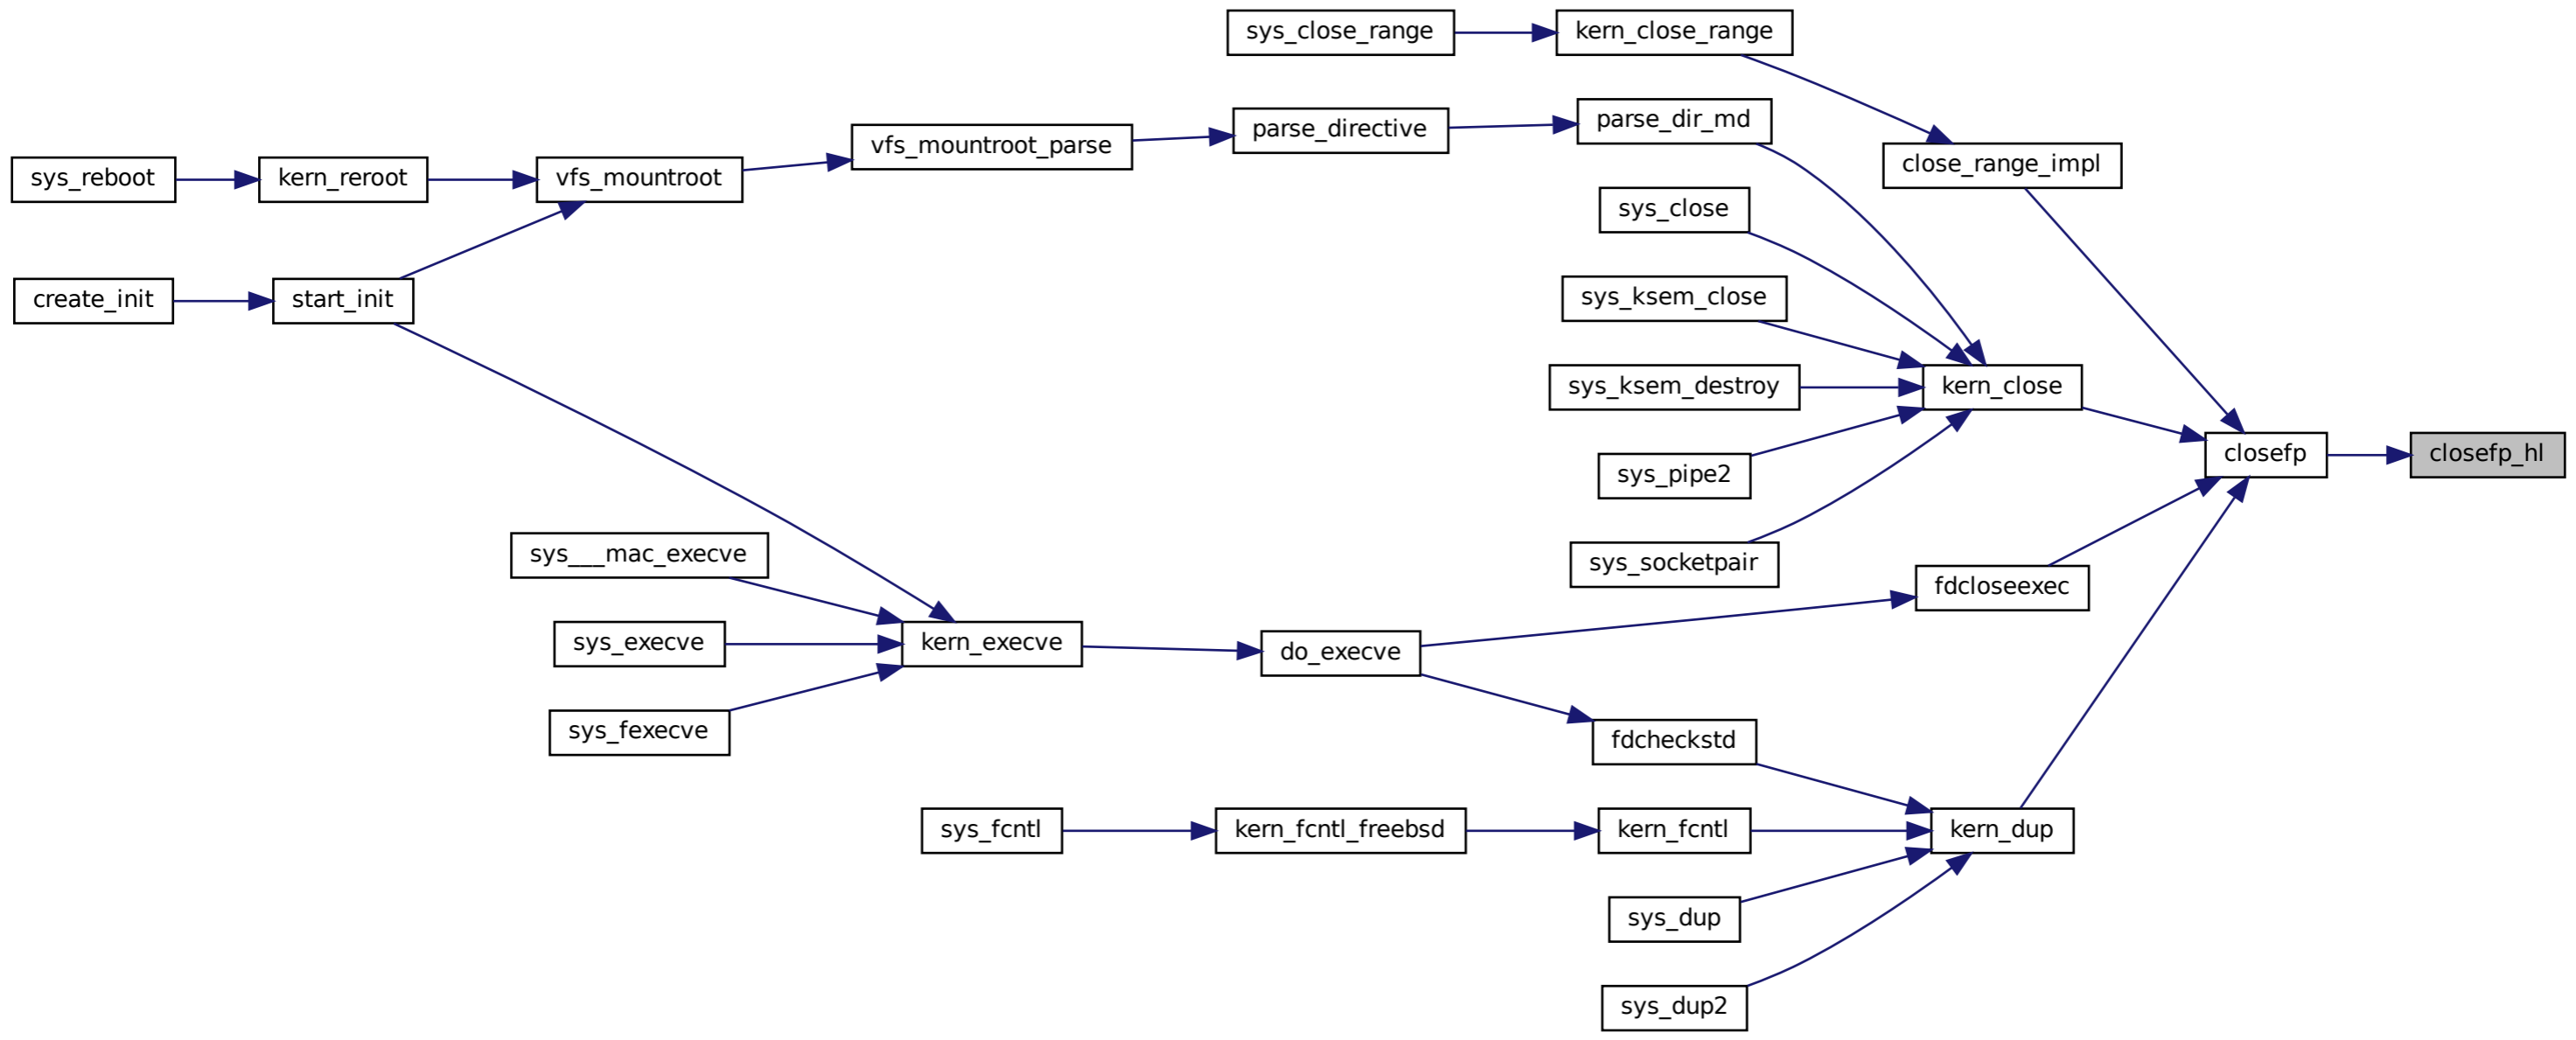 sys_close_range
kern_close_range
parse_dir_md
parse_directive
vfs_mountroot_parse
close_range_impl
sys_reboot
kern_reroot
vfs_mountroot
sys_close
create_init
start_init
sys_ksem_close
sys_ksem_destroy
kern_close
closefp
closefp_hl
sys_pipe2
sys___mac_execve
sys_socketpair
fdcloseexec
sys_execve
kern_execve
do_execve
sys_fexecve
fdcheckstd
sys_fcntl
kern_fcntl_freebsd
kern_fcntl
kern_dup
sys_dup
sys_dup2